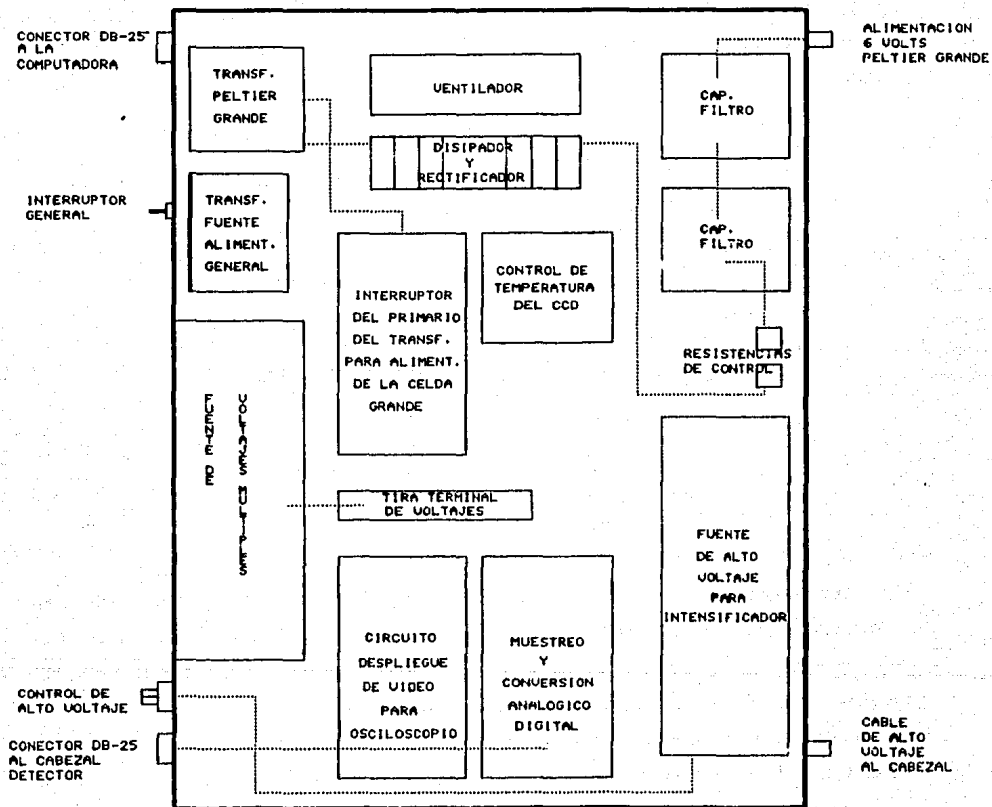 CONECTOR DB-25
A LA
COMPUTADORA
TRANSF.
PELTIER
GRANDE
VENTILADOR
CAP.
FILTRO
ALIMENTACION
6 VOLTS
PELTIER GRANDE
DISIPADOR
Y
RECTIFICADOR
INTERRUPTOR
GENERAL
TRANSF.
FUENTE
ALIMENT.
GENERAL
CAP.
FILTRO
INTERRUPTOR
DEL PRIMARIO
DEL TRANSF.
PARA ALIMENT.
DE LA CELDA
GRANDE
CONTROL DE
TEMPERATURA
DEL CCD
RESISTENCIAS
DE CONTROL
FUENTE DE
VOLTAJES MULTIPLES
TIRA TERMINAL
DE VOLTAJES
FUENTE
DE ALTO
VOLTAJE
PARA
INTENSIFICADOR
CIRCUITO
DESPLIEGUE
DE VIDEO
PARA
OSCILOSCOPIO
MUESTREO
Y
CONVERSION
ANALOGICO
DIGITAL
CONTROL DE
ALTO VOLTAJE
CONECTOR DB-25
AL CABEZAL
DETECTOR
CABLE
DE ALTO
VOLTAJE
AL CABEZAL